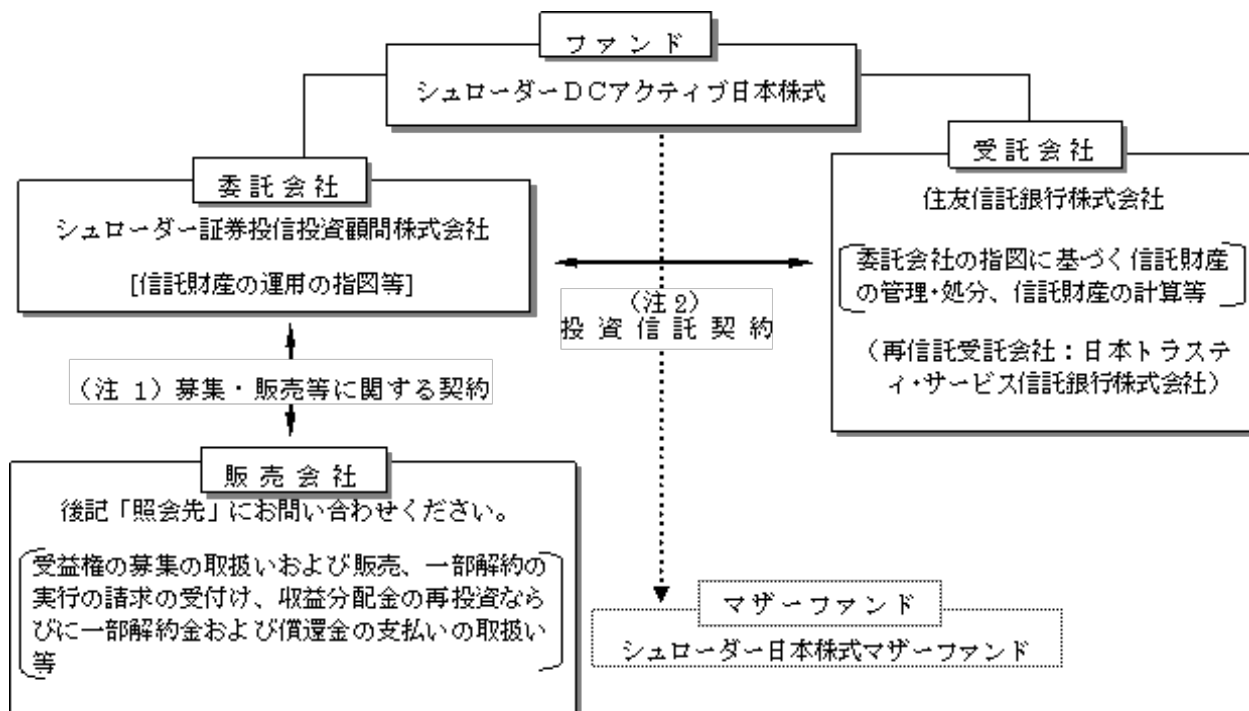 ファンド
シュローダーDCアクティブ日本株式
委託会社
シュローダー証券投信投資顧問株式会社
[信託財産の運用の指図等]
受託会社
住友信託銀行株式会社
委託会社の指図に基づく信託財産
の管理・処分、信託財産の計算等
（再信託受託会社：日本トラステ
ィ・サービス信託銀行株式会社）
（注2）
投資信託契約
（注1）募集・販売等に関する契約
販売会社
後記「照会先」にお問い合わせください。
受益権の募集の取扱いおよび販売、一部解約の
実行の請求の受付け、収益分配金の再投資なら
びに一部解約金および償還金の支払いの取扱い
等
マザーファンド
シュローダー日本株式マザーファンド